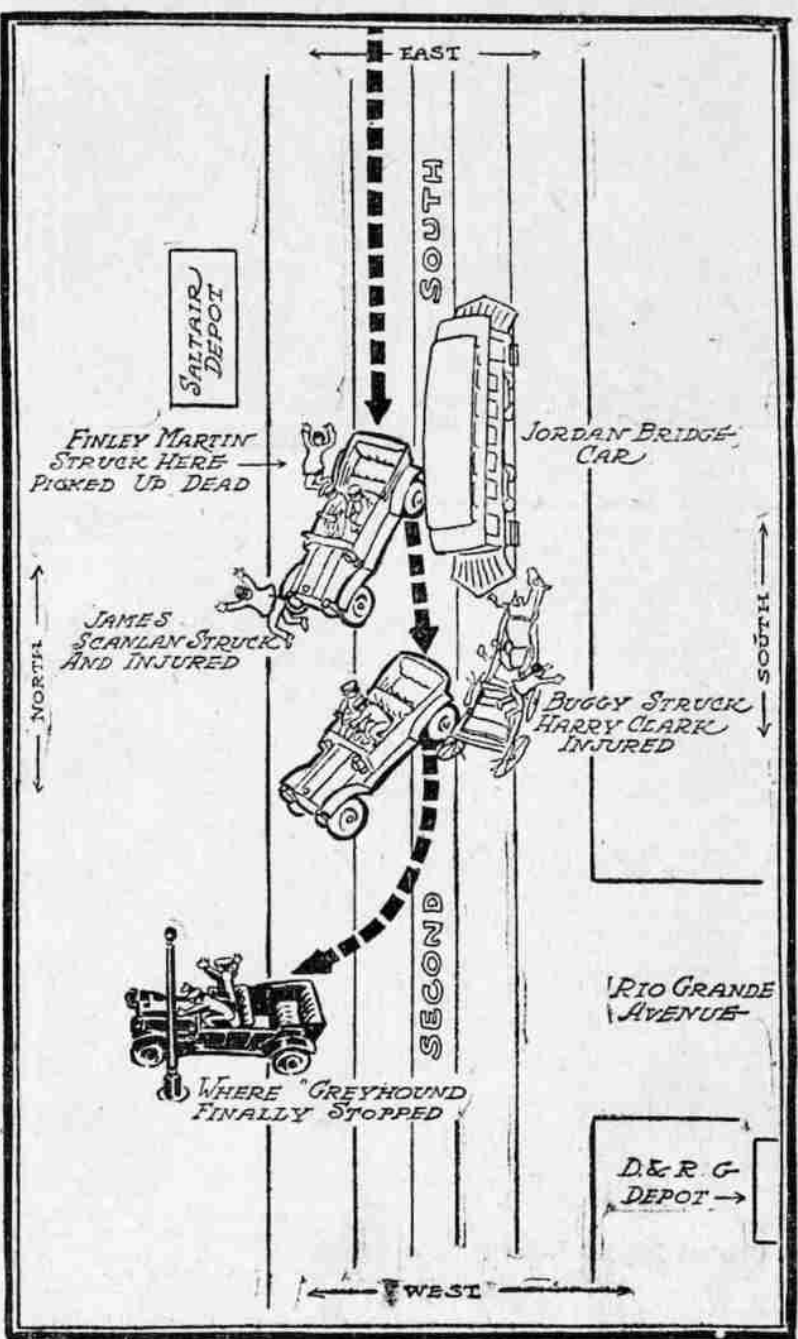 EAST
SOUTH
SALTAIR
DEPOT
FINLEY MARTIN
STRUCK HERE
PICKED UP DEAD
JORDAN BRIDGE
CAR
JAMES
SCANLAN STRUCK
AND INJURED
NORTH
SOUTH
BUGGY STRUCK
HARRY CLARK
INJURED
SECOND
RIO GRANDE
AVENUE
WHERE "GREYHOUND
FINALLY STOPPED
D. & R. G
DEPOT
WEST